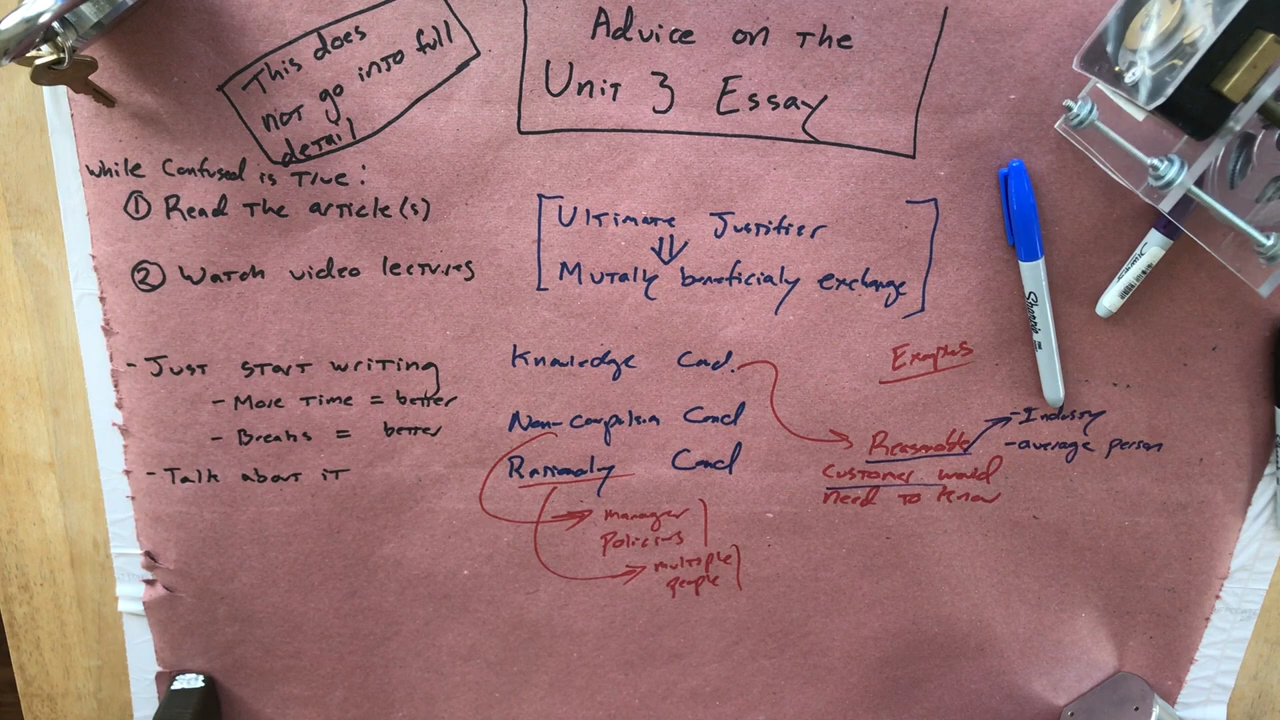 This does
not go into full
detail
Advice on the
Unit 3 Essay
while Confused is True:
① Read The article(s)
② Watch video lectures
- Just start writing
- More Time = better
- Breaks = better
- Talk about it
Ultimate Justifier
⇓
Mutally beneficialy exchange
Knowledge Cond.
Non-compulsion Cond
Rationaly Cond
manager
Policies
multiple
people
Examples
Reasonable
Customer would
need to know
- Industry
- average person
Sharpie